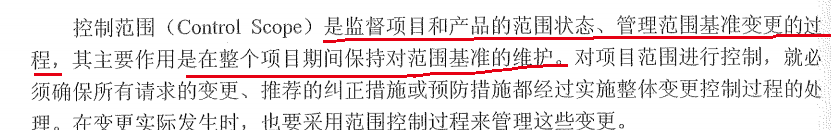 控制范围（Control Scope）是监督项目和产品的范围状态、管理范围基准变更的过
程，其主要作用是在整个项目期间保持对范围基准的维护。对项目范围进行控制，就必
须确保所有请求的变更、推荐的纠正措施或预防措施都经过实施整体变更控制过程的处
理。在变更实际发生时，也要采用范围控制过程来管理这些变更。